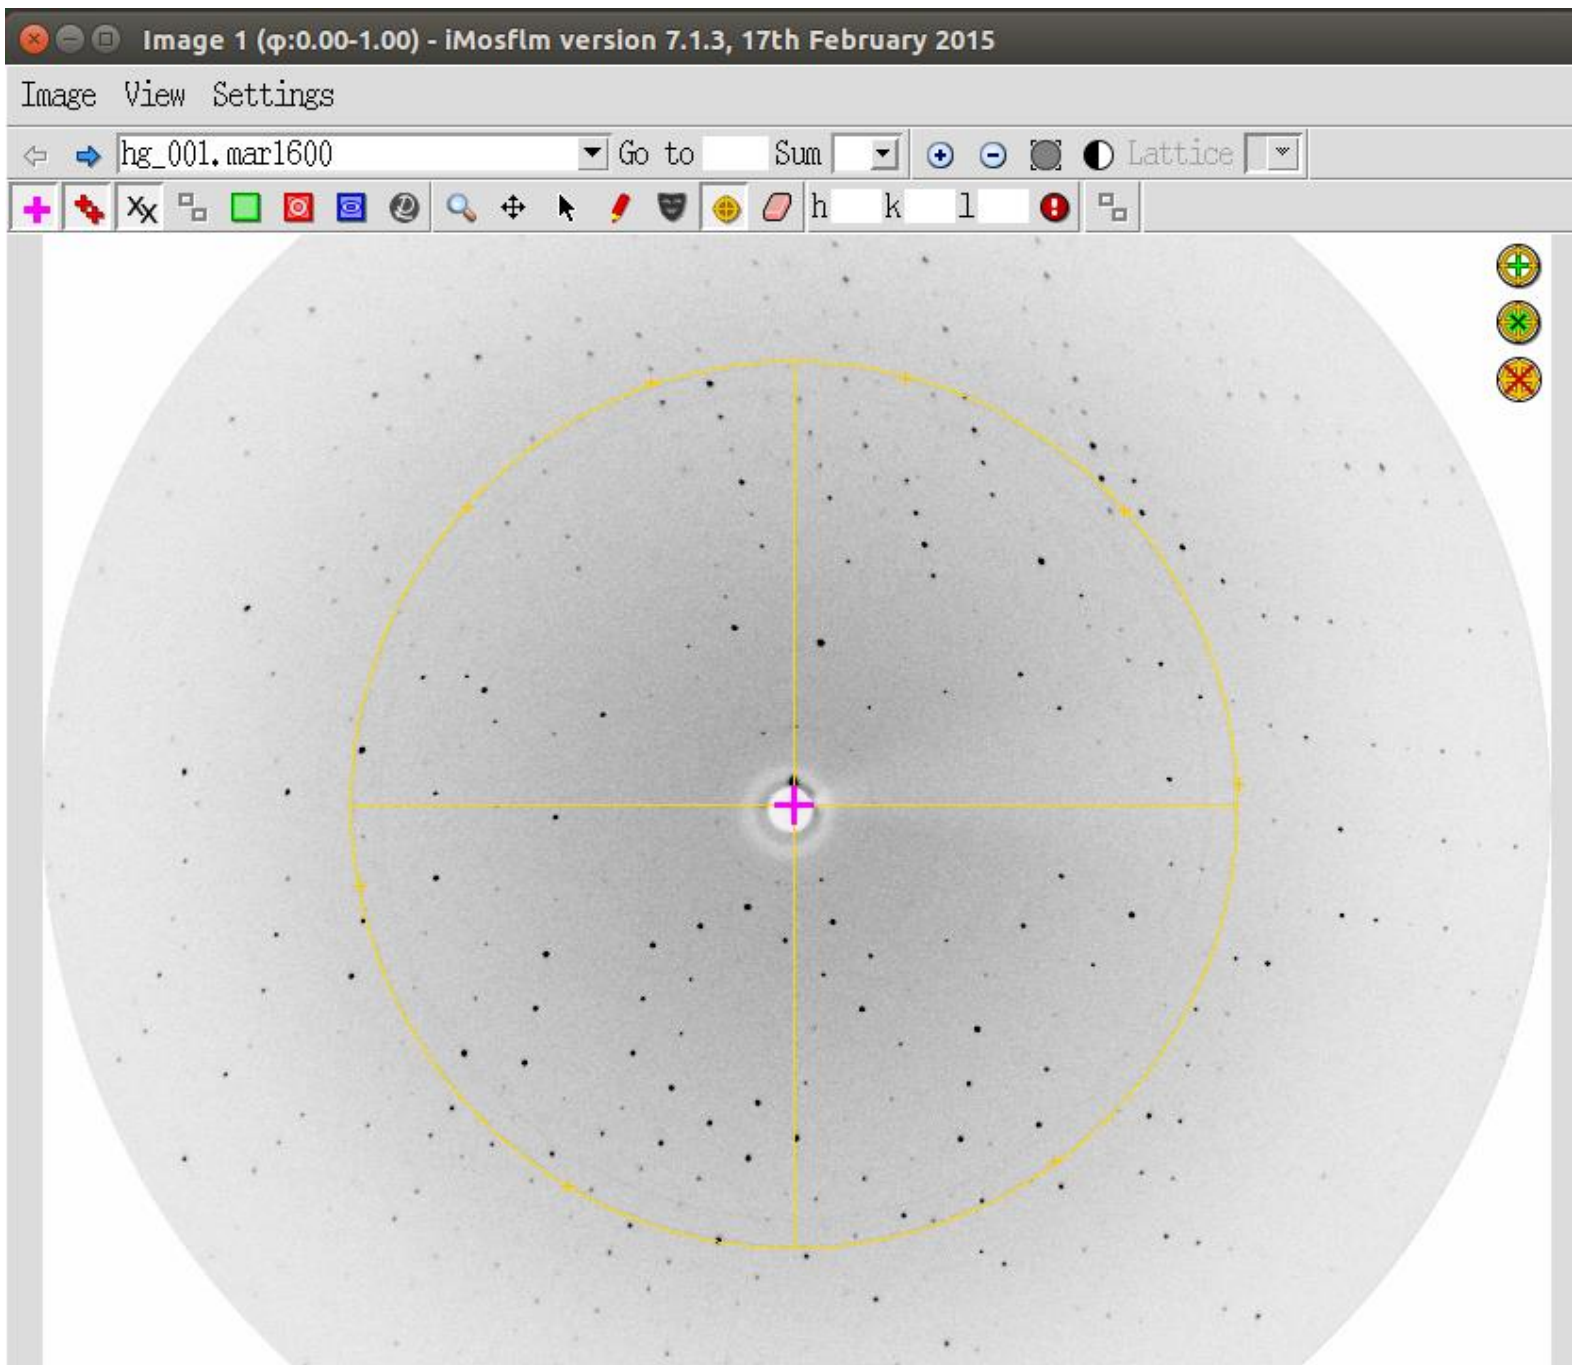 Image 1 (φ:0.00-1.00) - iMosflm version 7.1.3, 17th February 2015
Image View Settings
hg_001.mar1600 Go to Sum Lattice
h k l